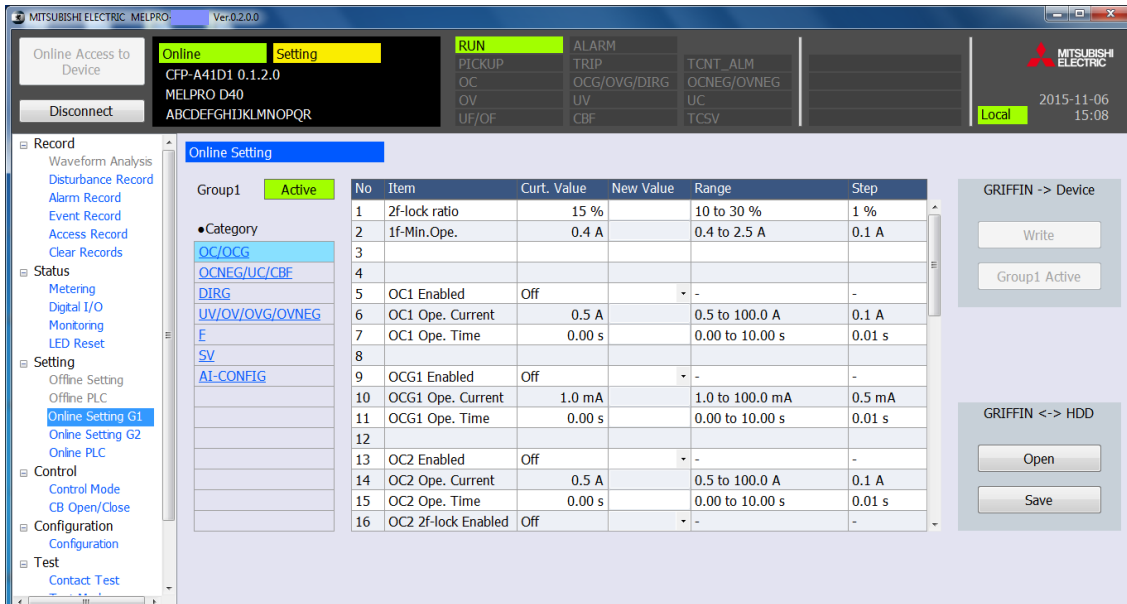 MITSUBISHI ELECTRIC MELPRO- Ver.0.2.0.0
Online Access to
Device
Disconnect
Online Setting
CFP-A41D1 0.1.2.0
MELPRO D40
ABCDEFGHIJKLMNOPQR
RUN ALARM
PICKUP TRIP TCNT_ALM
OC OCG/OVG/DIRG OCNEG/OVNEG
OV UV UC
UF/OF CBF TCSV
MITSUBISHI
ELECTRIC
2015-11-06
Local 15:08
Record
Waveform Analysis
Disturbance Record
Alarm Record
Event Record
Access Record
Clear Records
Status
Metering
Digital I/O
Monitoring
LED Reset
Setting
Offline Setting
Offline PLC
Online Setting G1
Online Setting G2
Online PLC
Control
Control Mode
CB Open/Close
Configuration
Configuration
Test
Contact Test
Online Setting
Group1 Active
●Category
OC/OCG
OCNEG/UC/CBF
DIRG
UV/OV/OVG/OVNEG
F
SV
AI-CONFIG
No Item Curt. Value New Value Range Step
1 2f-lock ratio 15 % 10 to 30 % 1 %
2 1f-Min.Ope. 0.4 A 0.4 to 2.5 A 0.1 A
3
4
5 OC1 Enabled Off - -
6 OC1 Ope. Current 0.5 A 0.5 to 100.0 A 0.1 A
7 OC1 Ope. Time 0.00 s 0.00 to 10.00 s 0.01 s
8
9 OCG1 Enabled Off - -
10 OCG1 Ope. Current 1.0 mA 1.0 to 100.0 mA 0.5 mA
11 OCG1 Ope. Time 0.00 s 0.00 to 10.00 s 0.01 s
12
13 OC2 Enabled Off - -
14 OC2 Ope. Current 0.5 A 0.5 to 100.0 A 0.1 A
15 OC2 Ope. Time 0.00 s 0.00 to 10.00 s 0.01 s
16 OC2 2f-lock Enabled Off - -
GRIFFIN -> Device
Write
Group1 Active
GRIFFIN <-> HDD
Open
Save